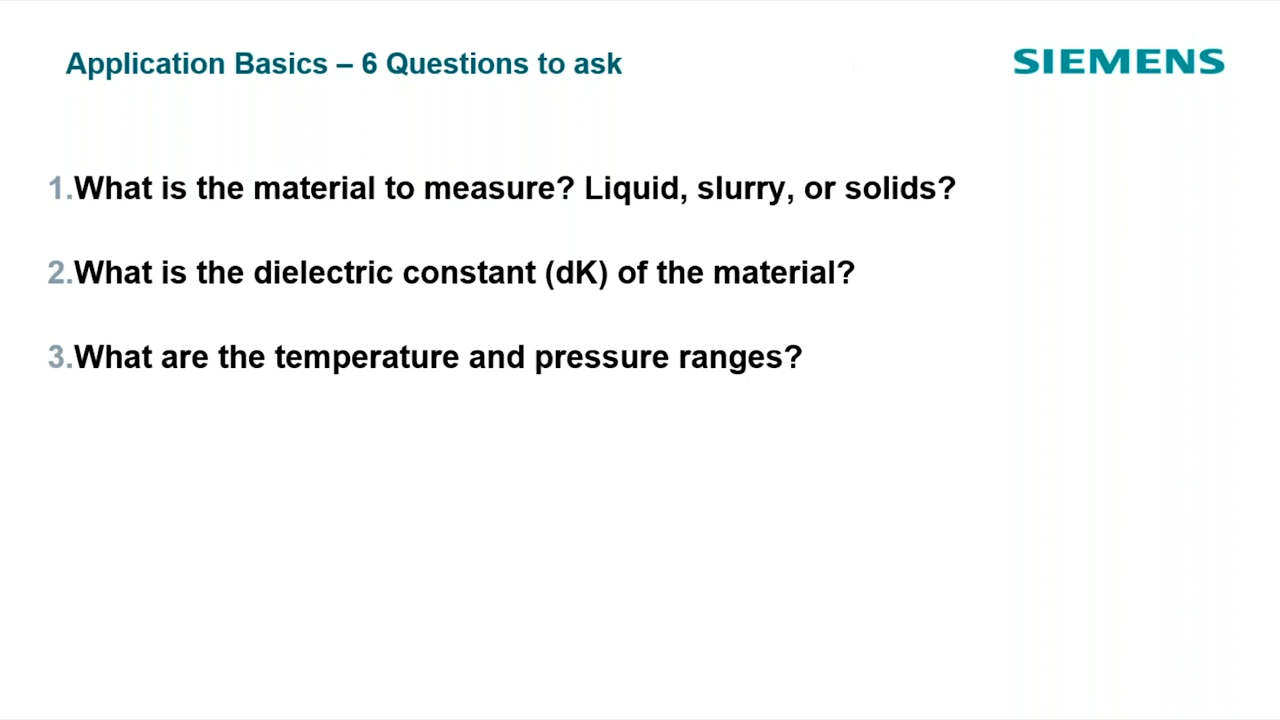 Application Basics – 6 Questions to ask
SIEMENS
1.What is the material to measure? Liquid, slurry, or solids?
2.What is the dielectric constant (dK) of the material?
3.What are the temperature and pressure ranges?